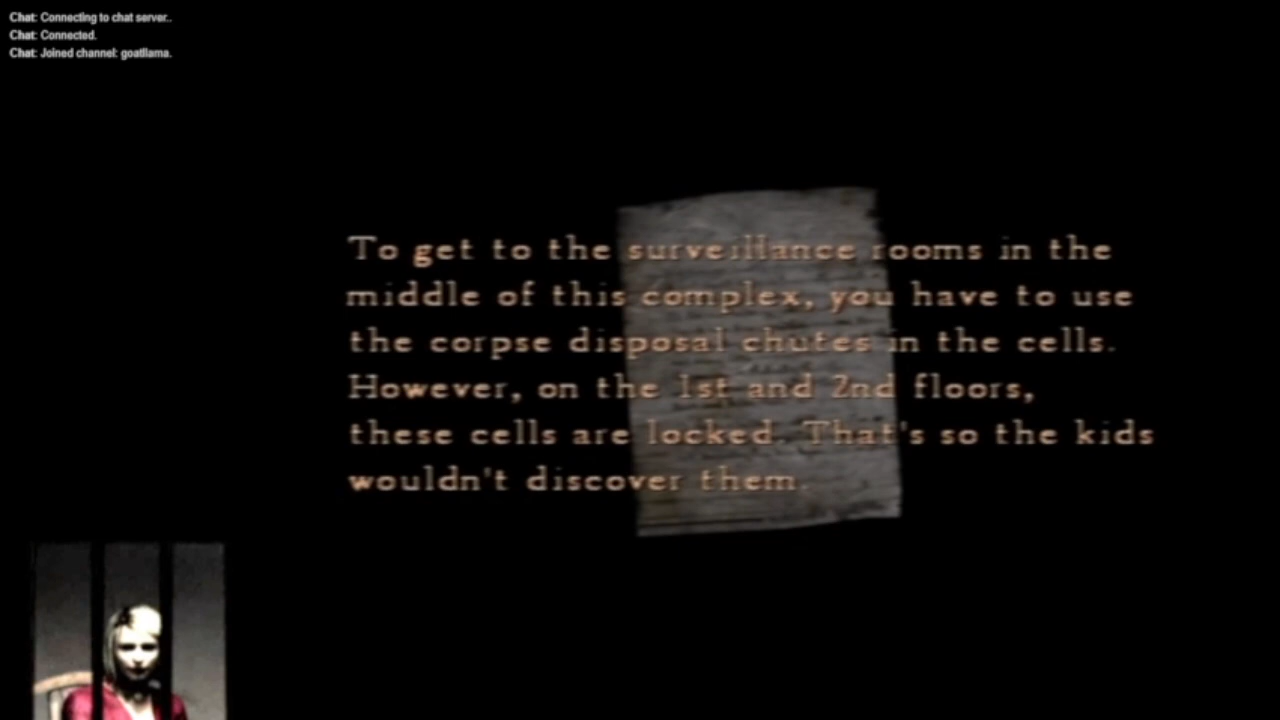 Chat: Connecting to chat server..
Chat: Connected.
Chat: Joined channel: goatllama.
To get to the surveillance rooms in the
middle of this complex, you have to use
the corpse disposal chutes in the cells.
However, on the 1st and 2nd floors,
these cells are locked. That's so the kids
wouldn't discover them.